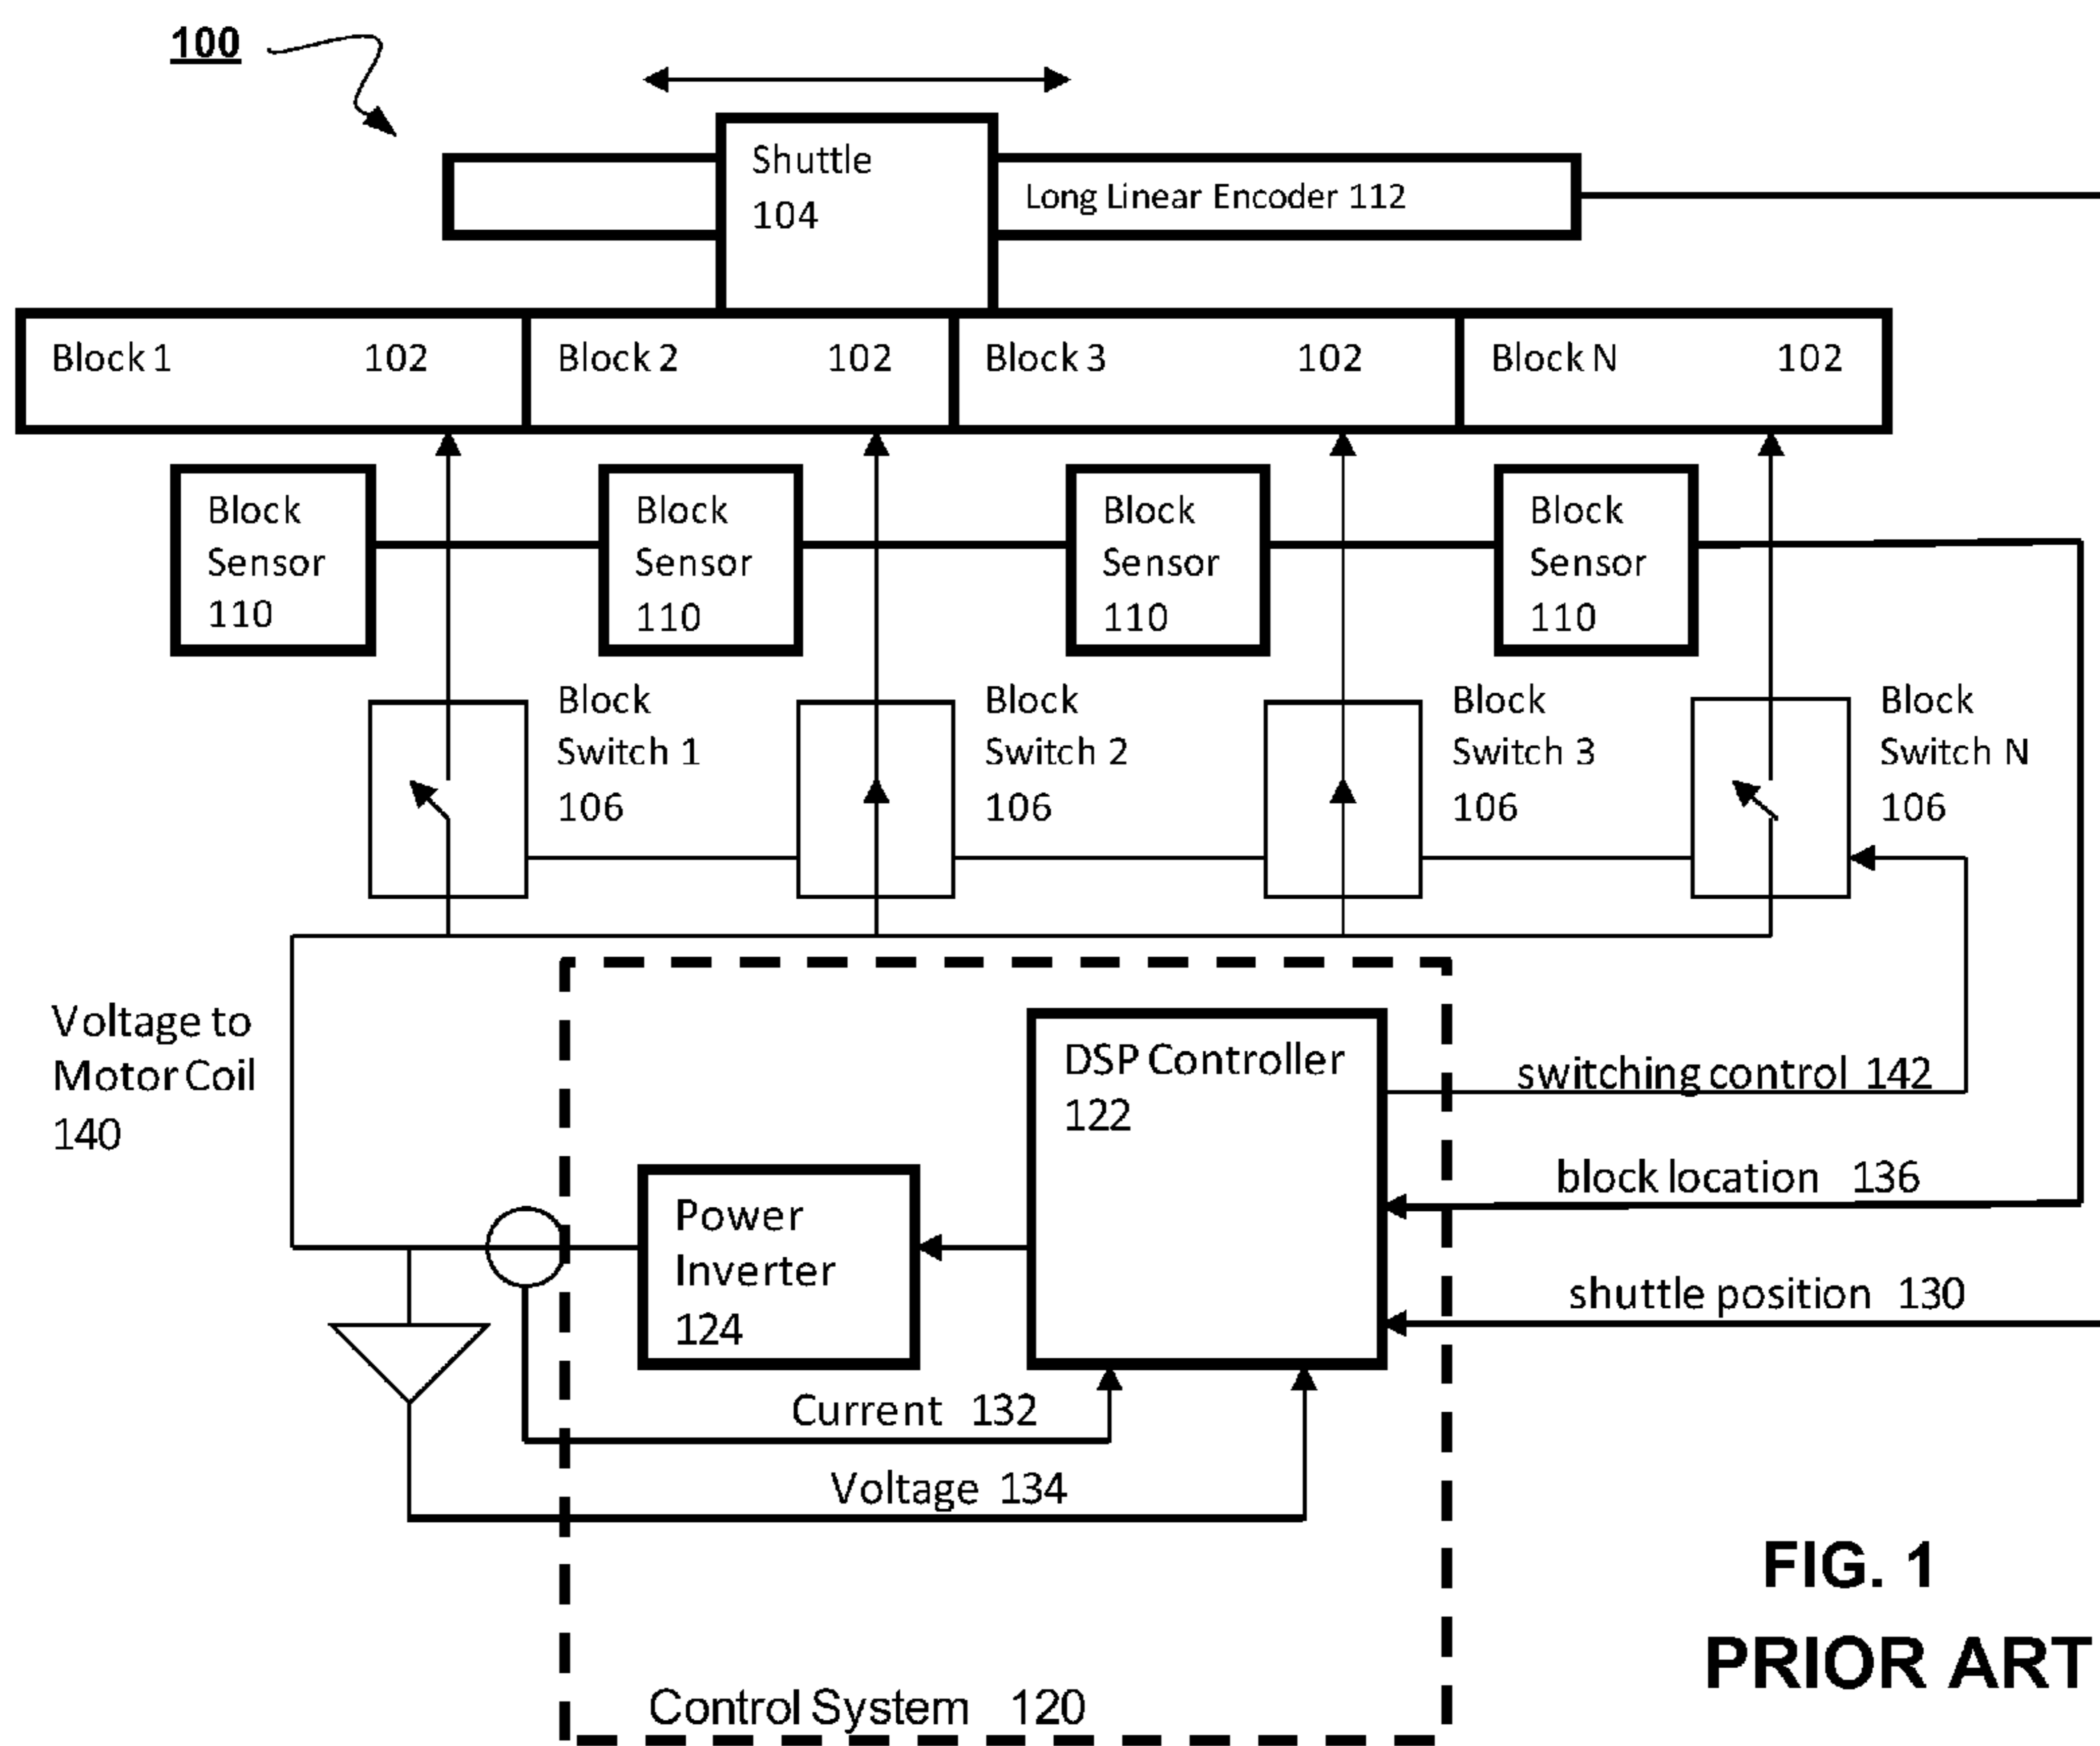 100
Shuttle
104
Long Linear Encoder 112
Block 1 102
Block 2 102
Block 3 102
Block N 102
Block
Sensor
110
Block
Sensor
110
Block
Sensor
110
Block
Sensor
110
Block
Switch 1
106
Block
Switch 2
106
Block
Switch 3
106
Block
Switch N
106
Voltage to
Motor Coil
140
DSP Controller
122
switching control 142
block location 136
shuttle position 130
Power
Inverter
124
Current 132
Voltage 134
Control System 120
FIG. 1
PRIOR ART